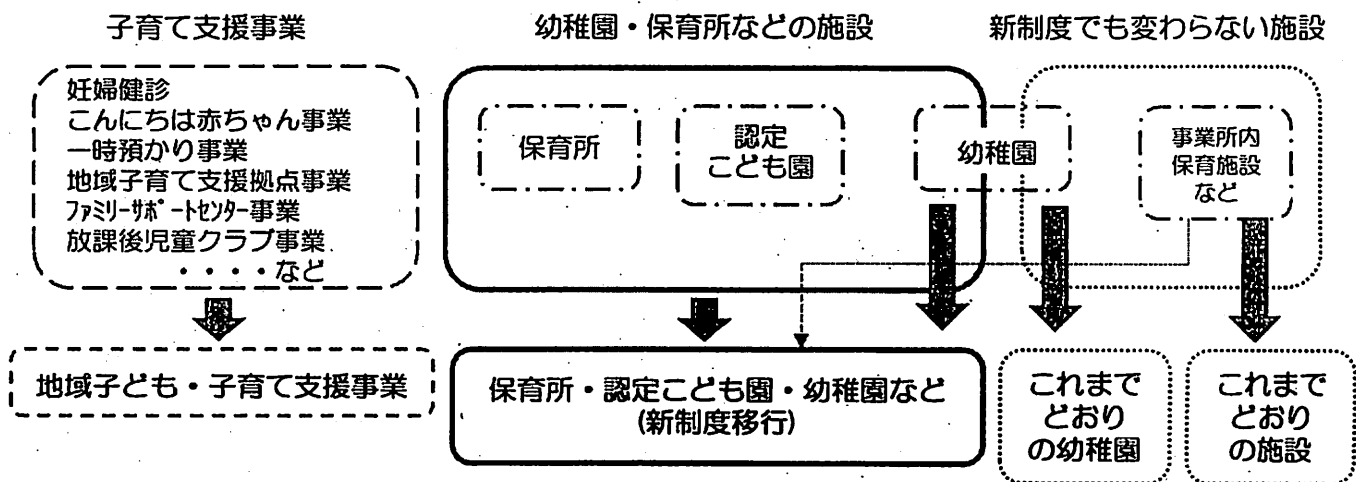 子育て支援事業
幼稚園・保育所などの施設
新制度でも変わらない施設
妊婦健診
こんにちは赤ちゃん事業
一時預かり事業
地域子育て支援拠点事業
ﾌｧﾐﾘｰｻﾎﾟｰﾄｾﾝﾀｰ事業
放課後児童クラブ事業
・・・・など
保育所
認定
こども園
幼稚園
事業所内
保育施設
など
地域子ども・子育て支援事業
保育所・認定こども園・幼稚園など
(新制度移行)
これまで
どおり
の幼稚園
これまで
どおり
の施設